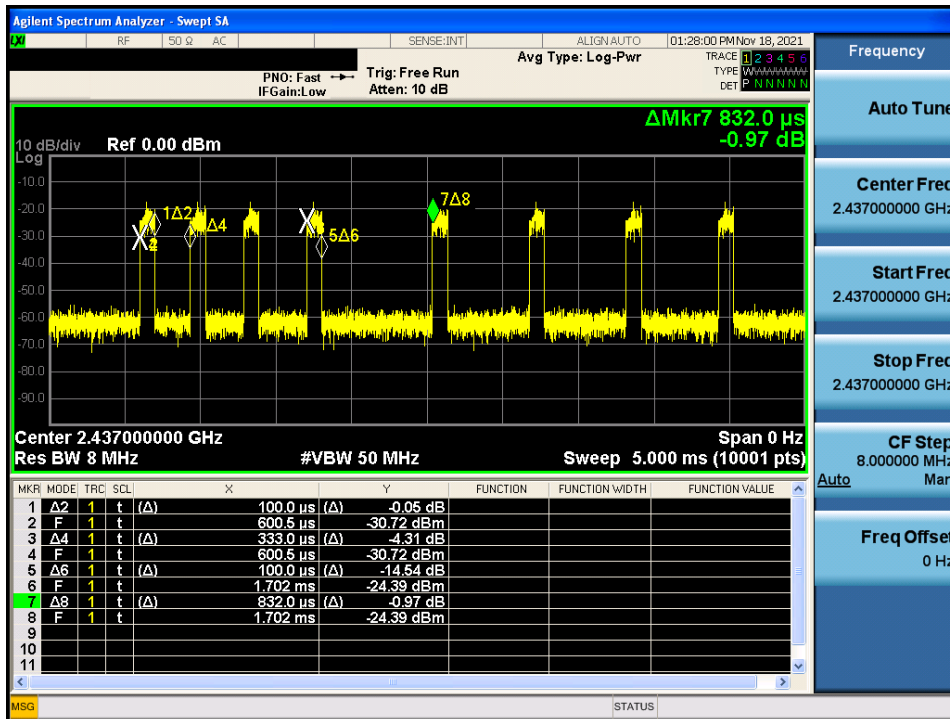 Agilent Spectrum Analyzer - Swept SA
LXI RF 50 Ω AC SENSE:INT ALIGN AUTO 01:28:00 PM Nov 18, 2021
Avg Type: Log-Pwr
TRACE 1 2 3 4 5 6
PNO: Fast Trig: Free Run
TYPE WWWWWW
IFGain:Low Atten: 10 dB
DET P N N N N N
ΔMkr7 832.0 µs
-0.97 dB
10 dB/div Ref 0.00 dBm
Log
-10.0
-20.0
-30.0
-40.0
-50.0
-60.0
-70.0
-80.0
-90.0
1Δ2
2
Δ4
5Δ6
7Δ8
Center 2.437000000 GHz Span 0 Hz
Res BW 8 MHz #VBW 50 MHz Sweep 5.000 ms (10001 pts)
MKR MODE TRC SCL X Y FUNCTION FUNCTION WIDTH FUNCTION VALUE
1 Δ2 1 t (Δ) 100.0 µs (Δ) -0.05 dB
2 F 1 t 600.5 µs -30.72 dBm
3 Δ4 1 t (Δ) 333.0 µs (Δ) -4.31 dB
4 F 1 t 600.5 µs -30.72 dBm
5 Δ6 1 t (Δ) 100.0 µs (Δ) -14.54 dB
6 F 1 t 1.702 ms -24.39 dBm
7 Δ8 1 t (Δ) 832.0 µs (Δ) -0.97 dB
8 F 1 t 1.702 ms -24.39 dBm
9
10
11
MSG STATUS
Frequency
Auto Tune
Center Freq
2.437000000 GHz
Start Freq
2.437000000 GHz
Stop Freq
2.437000000 GHz
CF Step
8.000000 MHz
Auto Man
Freq Offset
0 Hz